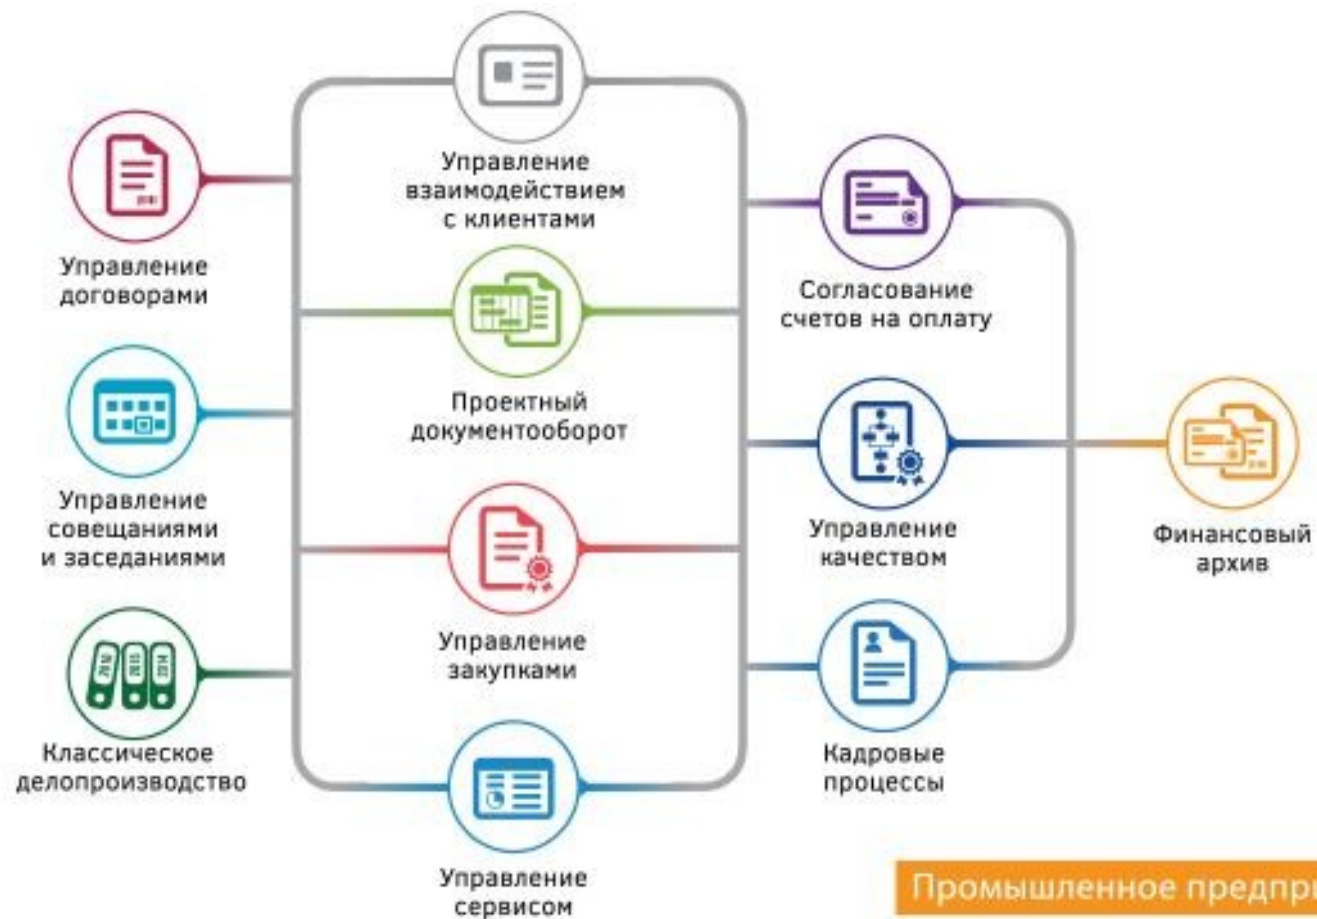 Управление
взаимодействием
с клиентами
Управление
договорами
Согласование
счетов на оплату
Проектный
документооборот
Управление
совещаниями
и заседаниями
Управление
качеством
Финансовый
архив
Управление
закупками
Классическое
делопроизводство
Кадровые
процессы
Управление
сервисом
Промышленное